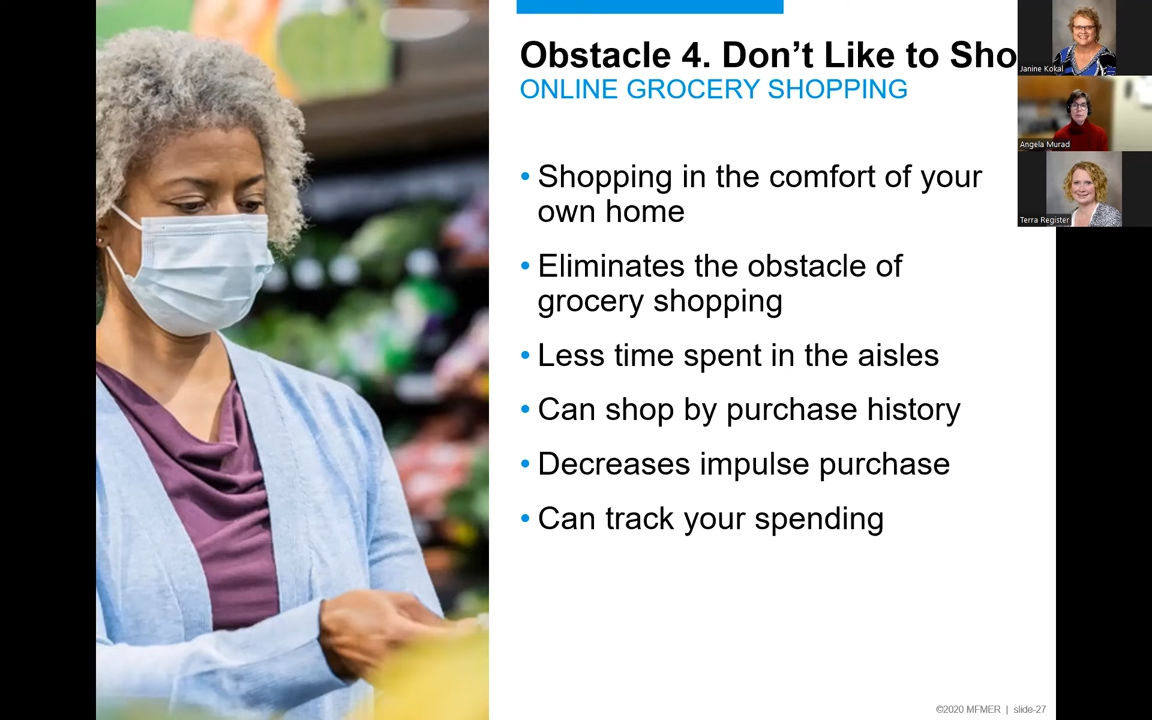 Obstacle 4. Don’t Like to Sho
ONLINE GROCERY SHOPPING
• Shopping in the comfort of your
own home
• Eliminates the obstacle of
grocery shopping
• Less time spent in the aisles
• Can shop by purchase history
• Decreases impulse purchase
• Can track your spending
Janine Kokal
Angela Murad
Terra Register
©2020 MFMER | slide-27